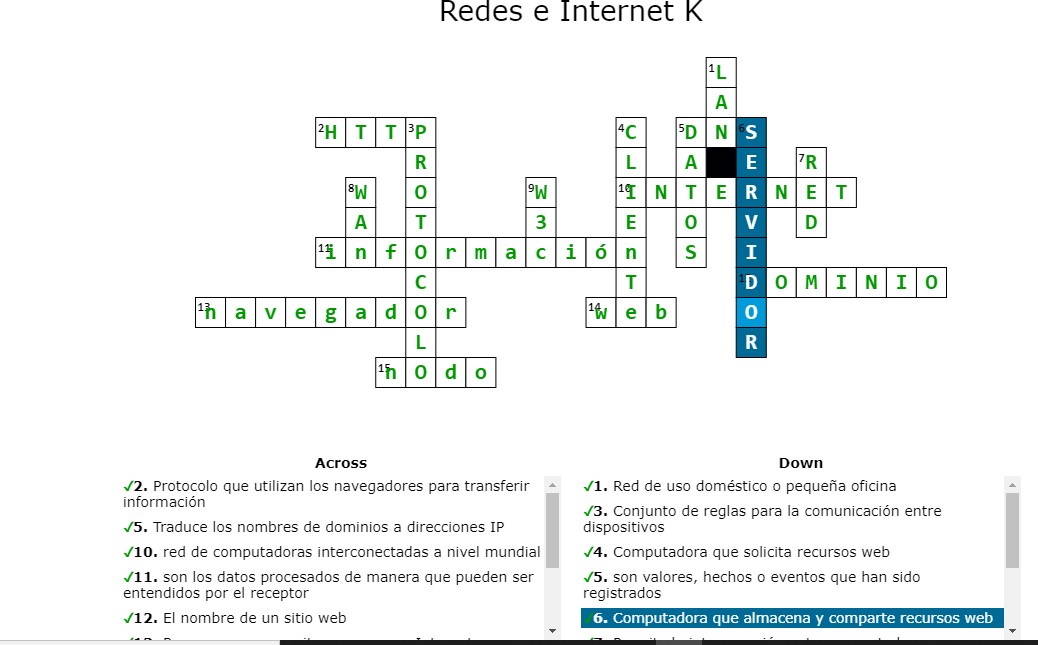 Redes e Internet K
1 L
A
2 H T T 3 P 4 C 5 D N 6 S
R L A E 7 R
8 W O 9 W 10 I N T E R N E T
A T 3 E O V D
11 i n f O r m a c i ó n S I
C T D O M I N I O
13 n a v e g a d O r 14 w e b O
L R
15 n O d o
Across
✓2. Protocolo que utilizan los navegadores para transferir
información
✓5. Traduce los nombres de dominios a direcciones IP
✓10. red de computadoras interconectadas a nivel mundial
✓11. son los datos procesados de manera que pueden ser
entendidos por el receptor
✓12. El nombre de un sitio web
Down
✓1. Red de uso doméstico o pequeña oficina
✓3. Conjunto de reglas para la comunicación entre
dispositivos
✓4. Computadora que solicita recursos web
✓5. son valores, hechos o eventos que han sido
registrados
✓6. Computadora que almacena y comparte recursos web